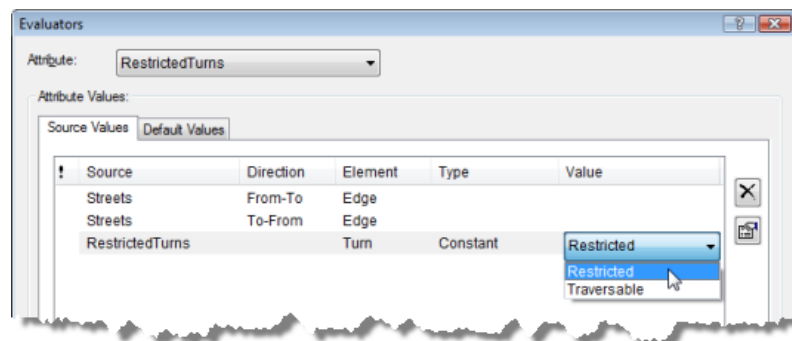 Evaluators
Attribute: RestrictedTurns
Attribute Values:
Source Values Default Values
! Source Direction Element Type Value
Streets From-To Edge
Streets To-From Edge
RestrictedTurns Turn Constant Restricted
Restricted
Traversable